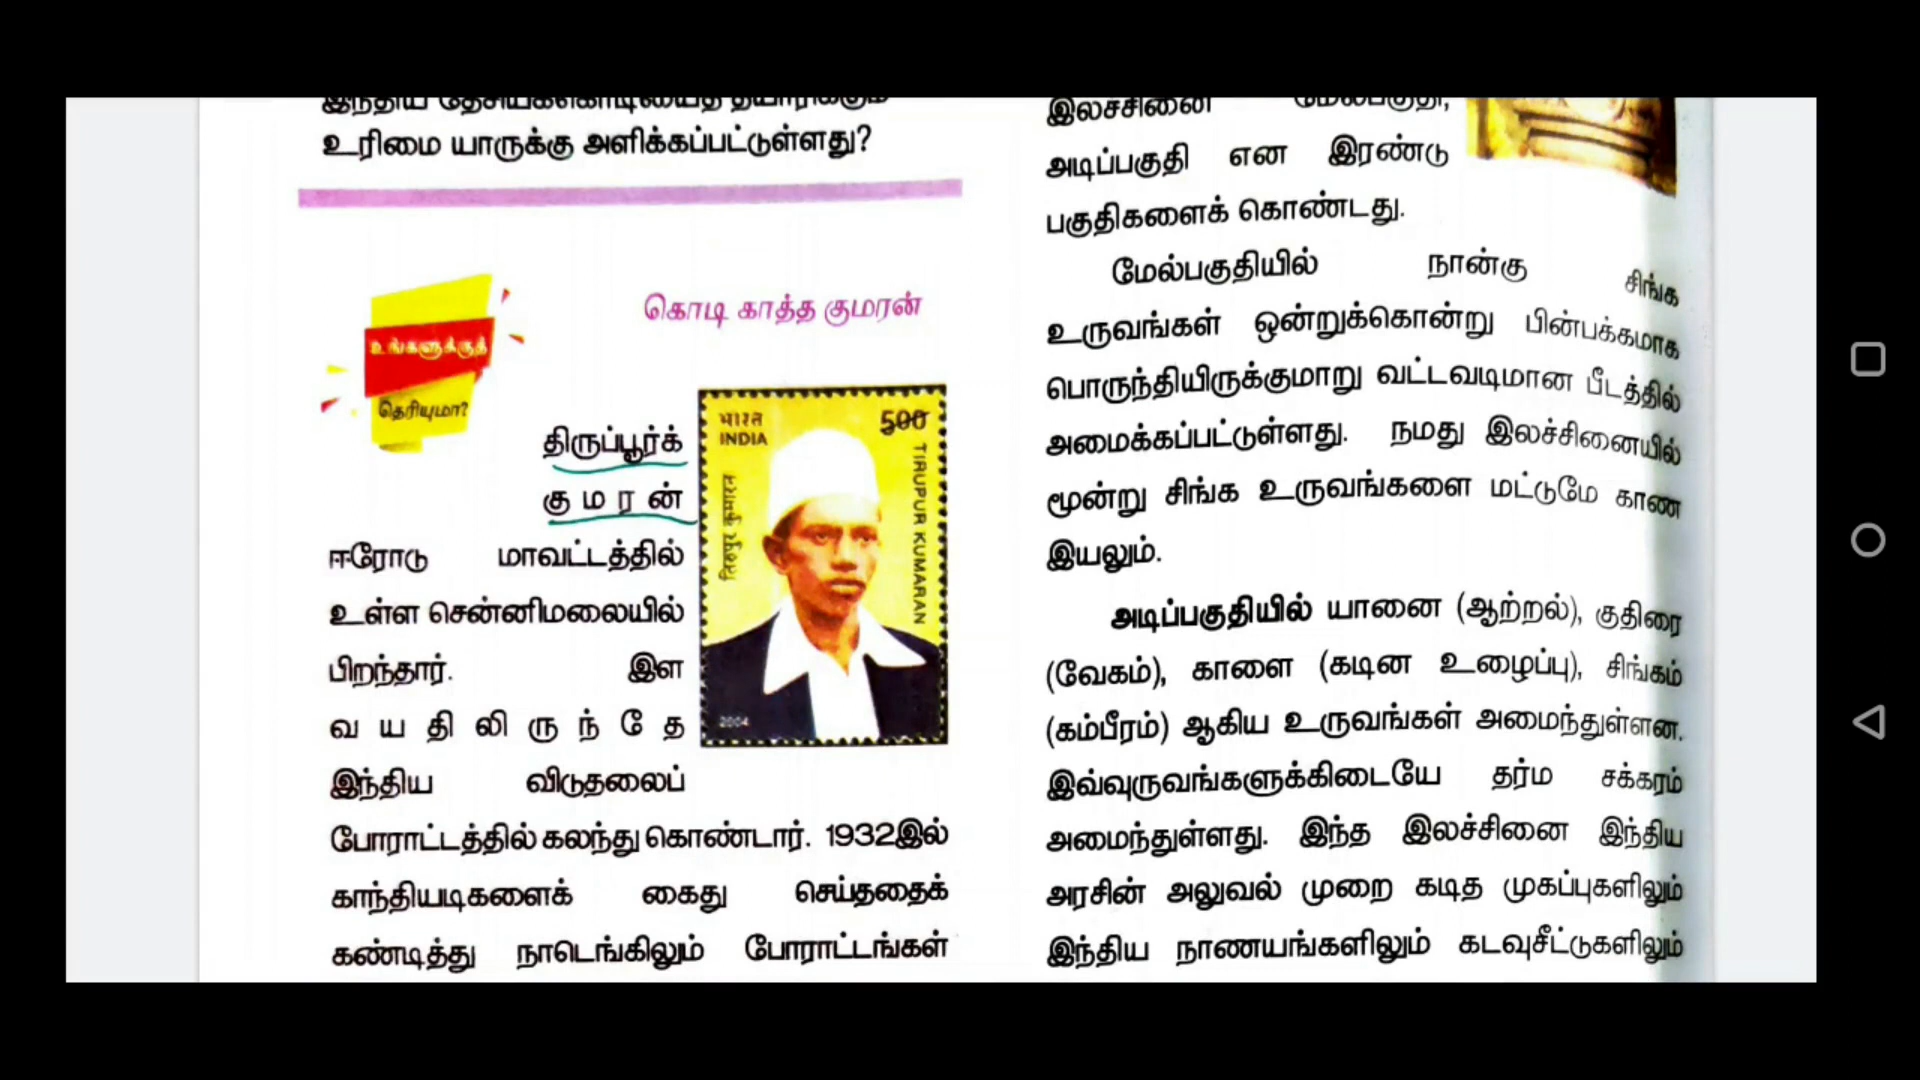 இந்திய தேசியக்கொடியைத் தயாரிக்கும்
உரிமை யாருக்கு அளிக்கப்பட்டுள்ளது?
உங்களுக்குத்
தெரியுமா?
கொடி காத்த குமரன்
திருப்பூர்க்
கு ம ர ன்
ஈரோடு மாவட்டத்தில்
உள்ள சென்னிமலையில்
பிறந்தார். இள
வ ய தி லி ரு ந் தே
இந்திய விடுதலைப்
போராட்டத்தில் கலந்து கொண்டார். 1932இல்
காந்தியடிகளைக் கைது செய்ததைக்
கண்டித்து நாடெங்கிலும் போராட்டங்கள்
भारत 500
INDIA
तिरुपुर कुमारन
TIRUPUR KUMARAN
2004
இலச்சினை மேல்பகுதி,
அடிப்பகுதி என இரண்டு
பகுதிகளைக் கொண்டது.
மேல்பகுதியில் நான்கு சிங்க
உருவங்கள் ஒன்றுக்கொன்று பின்பக்கமாக
பொருந்தியிருக்குமாறு வட்டவடிமான பீடத்தில்
அமைக்கப்பட்டுள்ளது. நமது இலச்சினையில்
மூன்று சிங்க உருவங்களை மட்டுமே காண
இயலும்.
அடிப்பகுதியில் யானை (ஆற்றல்), குதிரை
(வேகம்), காளை (கடின உழைப்பு), சிங்கம்
(கம்பீரம்) ஆகிய உருவங்கள் அமைந்துள்ளன.
இவ்வுருவங்களுக்கிடையே தர்ம சக்கரம்
அமைந்துள்ளது. இந்த இலச்சினை இந்திய
அரசின் அலுவல் முறை கடித முகப்புகளிலும்
இந்திய நாணயங்களிலும் கடவுசீட்டுகளிலும்